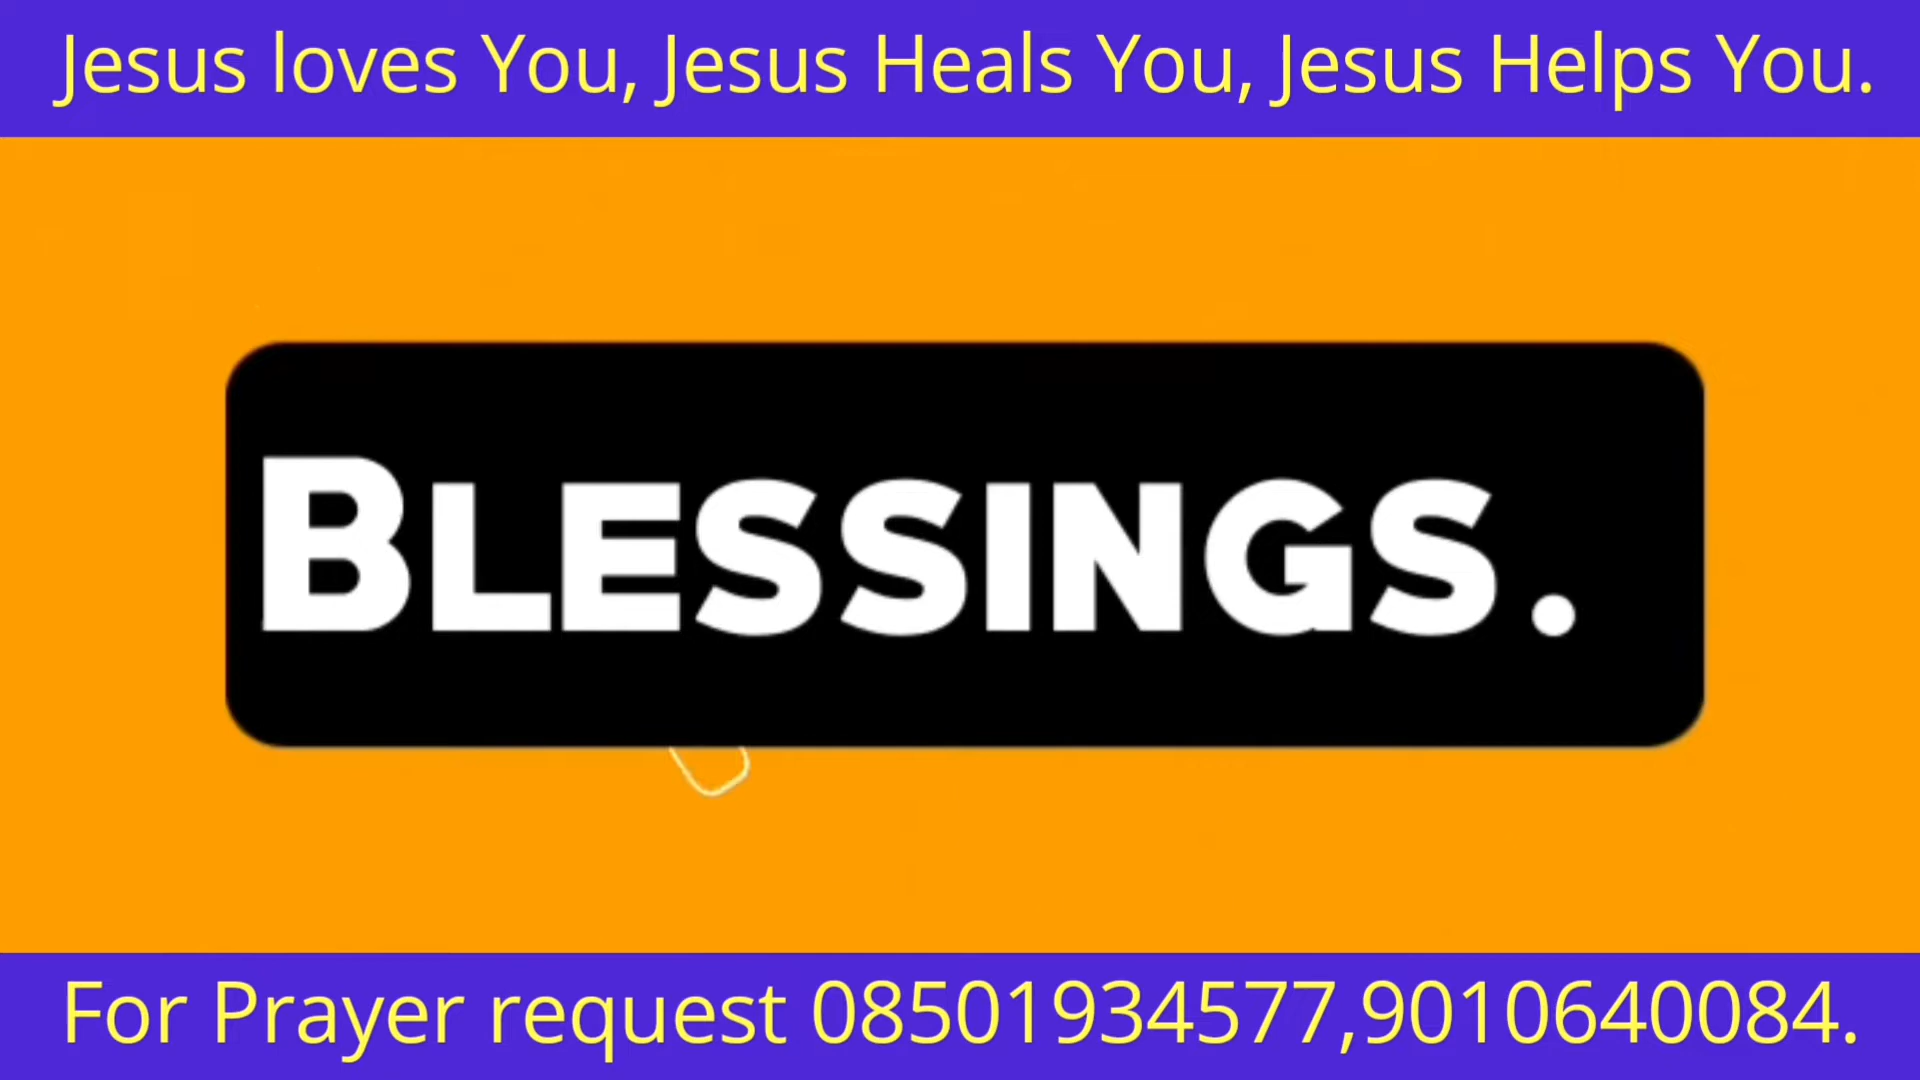 Jesus loves You, Jesus Heals You, Jesus Helps You.
BLESSINGS.
For Prayer request 08501934577,9010640084.